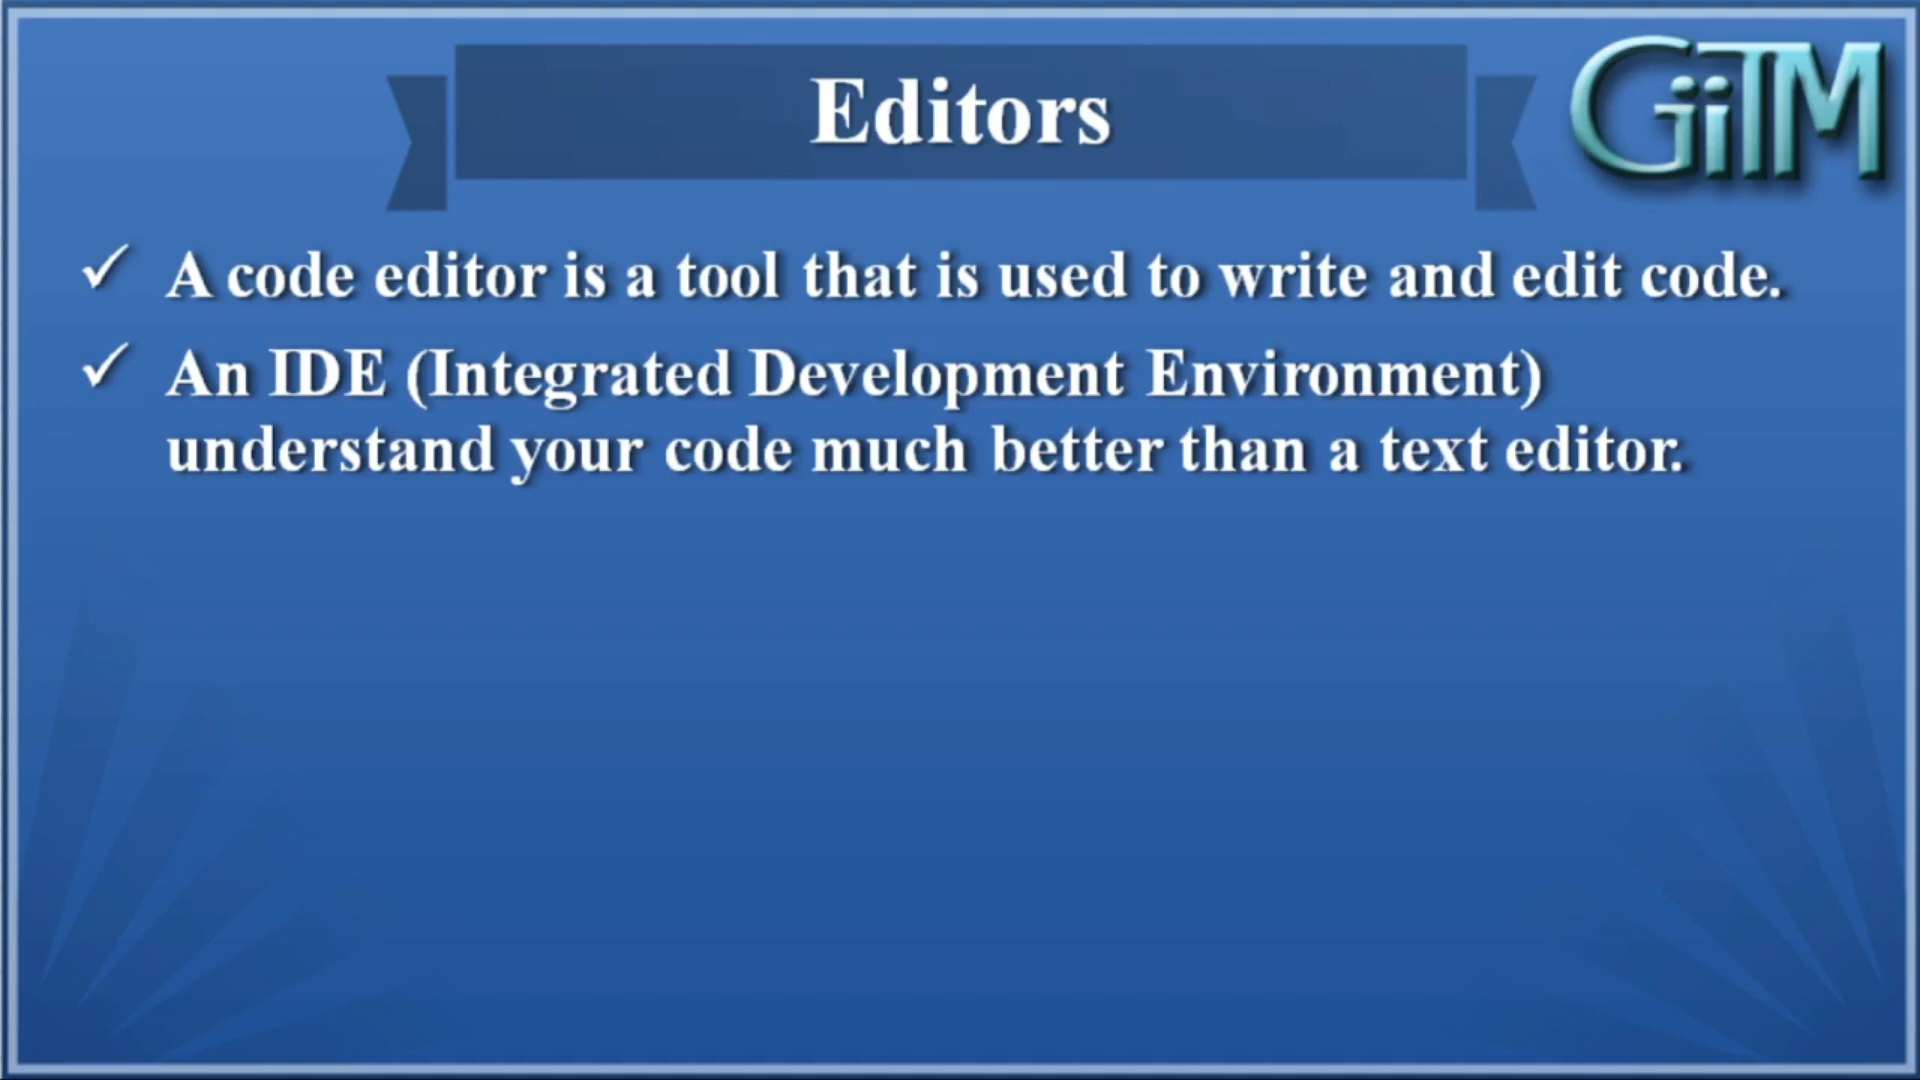 Editors
GiTM
✓ A code editor is a tool that is used to write and edit code.
✓ An IDE (Integrated Development Environment)
understand your code much better than a text editor.